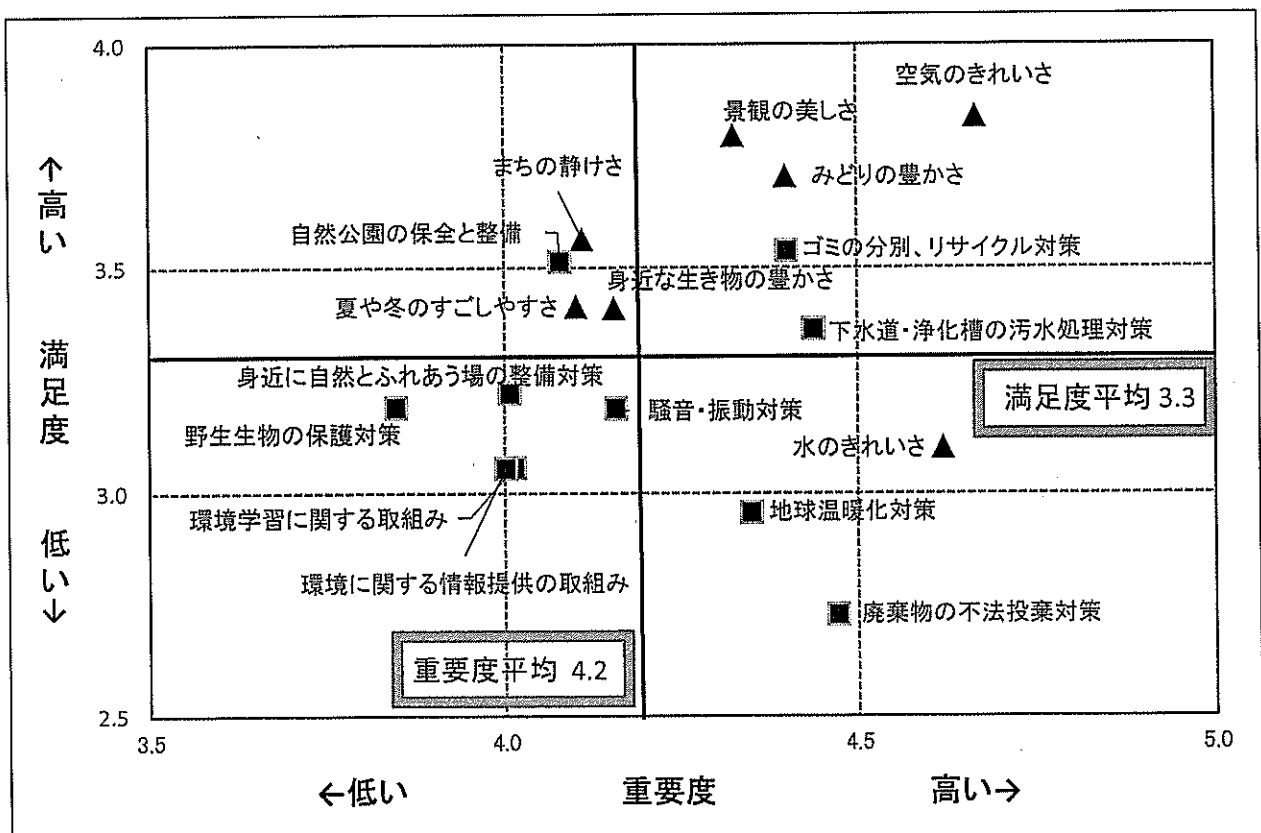 4.0
空気のきれいさ
景観の美しさ
まちの静けさ
みどりの豊かさ
↑高い 満足度 低い↓
自然公園の保全と整備
ゴミの分別、リサイクル対策
3.5
身近な生き物の豊かさ
夏や冬のすごしやすさ
下水道・浄化槽の汚水処理対策
身近に自然とふれあう場の整備対策
満足度平均 3.3
騒音・振動対策
野生生物の保護対策
水のきれいさ
3.0
環境学習に関する取組み
地球温暖化対策
環境に関する情報提供の取組み
廃棄物の不法投棄対策
重要度平均 4.2
2.5
3.5 4.0 4.5 5.0
←低い 重要度 高い→